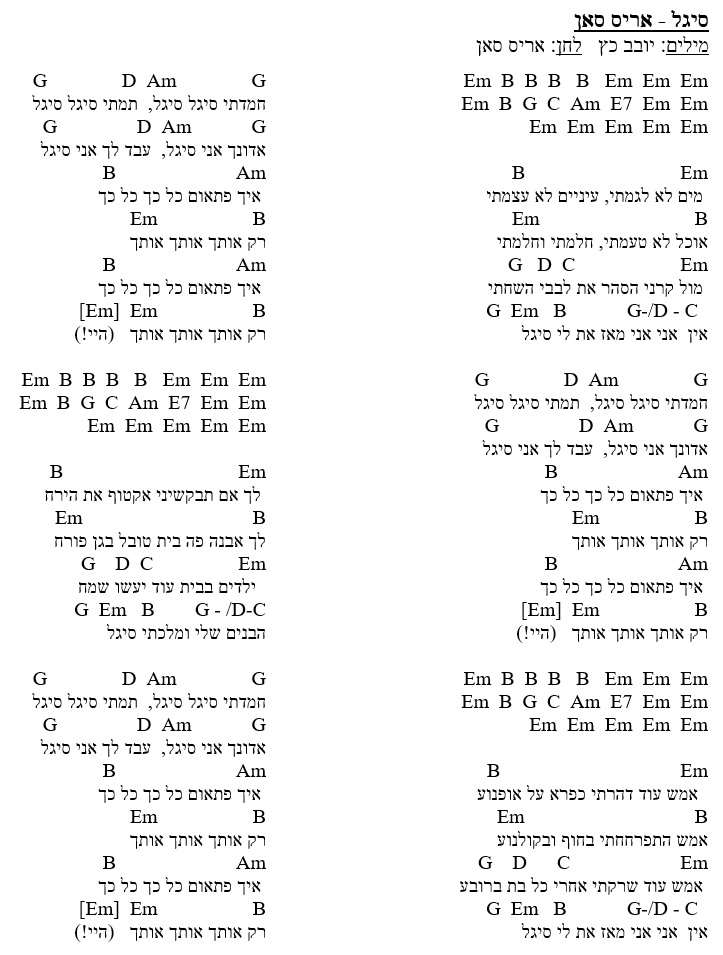 סיגל - אריס סאן
מילים: יובב כץ   לחן: אריס סאן
Em  B  B  B   B   Em  Em  Em
Em  B  G  C  Am  E7  Em  Em
Em  Em  Em  Em  Em
B Em
מים לא לגמתי, עיניים לא עצמתי
Em B
אוכל לא טעמתי, חלמתי וחלמתי
G   D  C Em
מול קרני הסהר את לבבי השחתי
G  Em   B G-/D - C
אין  אני אני מאז את לי סיגל
G D  Am G
חמדתי סיגל סיגל,  תמתי סיגל סיגל
G D  Am G
אדונך אני סיגל,  עבד לך אני סיגל
B Am
איך פתאום כל כך כל כך
Em B
רק אותך אותך אותך
B Am
איך פתאום כל כך כל כך
[Em]  Em B
רק אותך אותך אותך   (היי!)
Em  B  B  B   B   Em  Em  Em
Em  B  G  C  Am  E7  Em  Em
Em  Em  Em  Em  Em
B Em
אמש עוד דהרתי כפרא על אופנוע
Em B
אמש התפרחחתי בחוף ובקולנוע
G    D      C Em
אמש עוד שרקתי אחרי כל בת ברובע
G  Em   B G-/D - C
אין  אני אני מאז את לי סיגל
G D  Am G
חמדתי סיגל סיגל,  תמתי סיגל סיגל
G D  Am G
אדונך אני סיגל,  עבד לך אני סיגל
B Am
איך פתאום כל כך כל כך
Em B
רק אותך אותך אותך
B Am
איך פתאום כל כך כל כך
[Em]  Em B
רק אותך אותך אותך   (היי!)
Em  B  B  B   B   Em  Em  Em
Em  B  G  C  Am  E7  Em  Em
Em  Em  Em  Em  Em
B Em
לך אם תבקשיני אקטוף את הירח
Em B
לך אבנה פה בית טובל בגן פורח
G    D  C Em
ילדים בבית עוד יעשו שמח
G  Em   B G - /D-C
הבנים שלי ומלכתי סיגל
G D  Am G
חמדתי סיגל סיגל,  תמתי סיגל סיגל
G D  Am G
אדונך אני סיגל,  עבד לך אני סיגל
B Am
איך פתאום כל כך כל כך
Em B
רק אותך אותך אותך
B Am
איך פתאום כל כך כל כך
[Em]  Em B
רק אותך אותך אותך   (היי!)